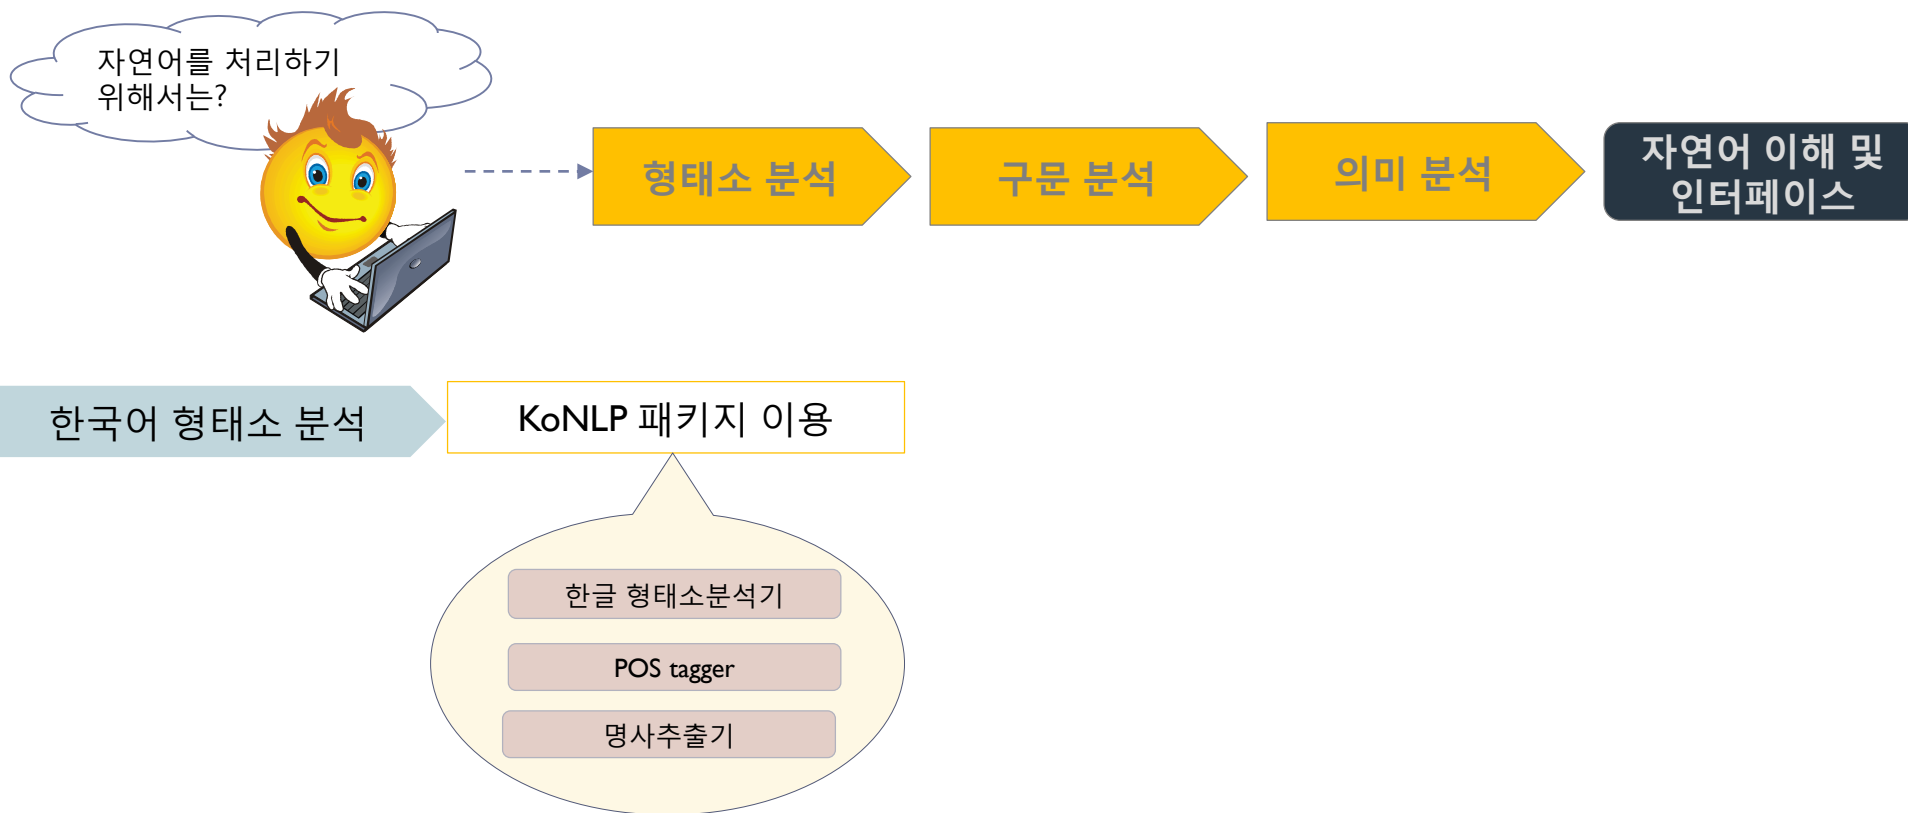 자연어를 처리하기
위해서는?
형태소 분석
구문 분석
의미 분석
자연어 이해 및
인터페이스
한국어 형태소 분석
KoNLP 패키지 이용
한글 형태소분석기
POS tagger
명사추출기